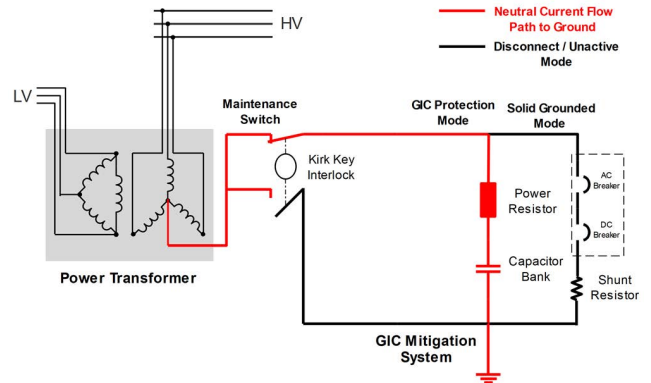 HV
Neutral Current Flow
Path to Ground
Disconnect / Unactive
Mode
LV
Maintenance
Switch
GIC Protection
Mode
Solid Grounded
Mode
Kirk Key
Interlock
AC
Breaker
Power
Resistor
DC
Breaker
Capacitor
Bank
Power Transformer
Shunt
Resistor
GIC Mitigation
System